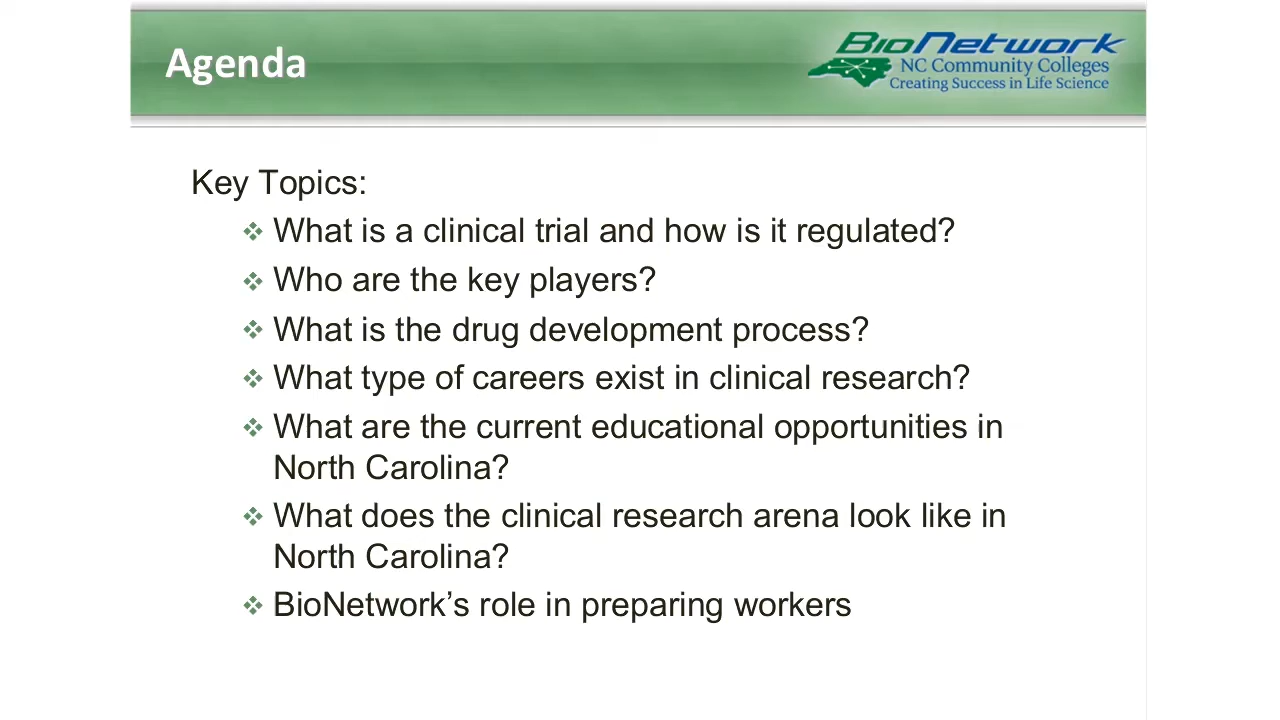 Agenda
BioNetwork
NC Community Colleges
Creating Success in Life Science
Key Topics:
What is a clinical trial and how is it regulated?
Who are the key players?
What is the drug development process?
What type of careers exist in clinical research?
What are the current educational opportunities in
North Carolina?
What does the clinical research arena look like in
North Carolina?
BioNetwork’s role in preparing workers